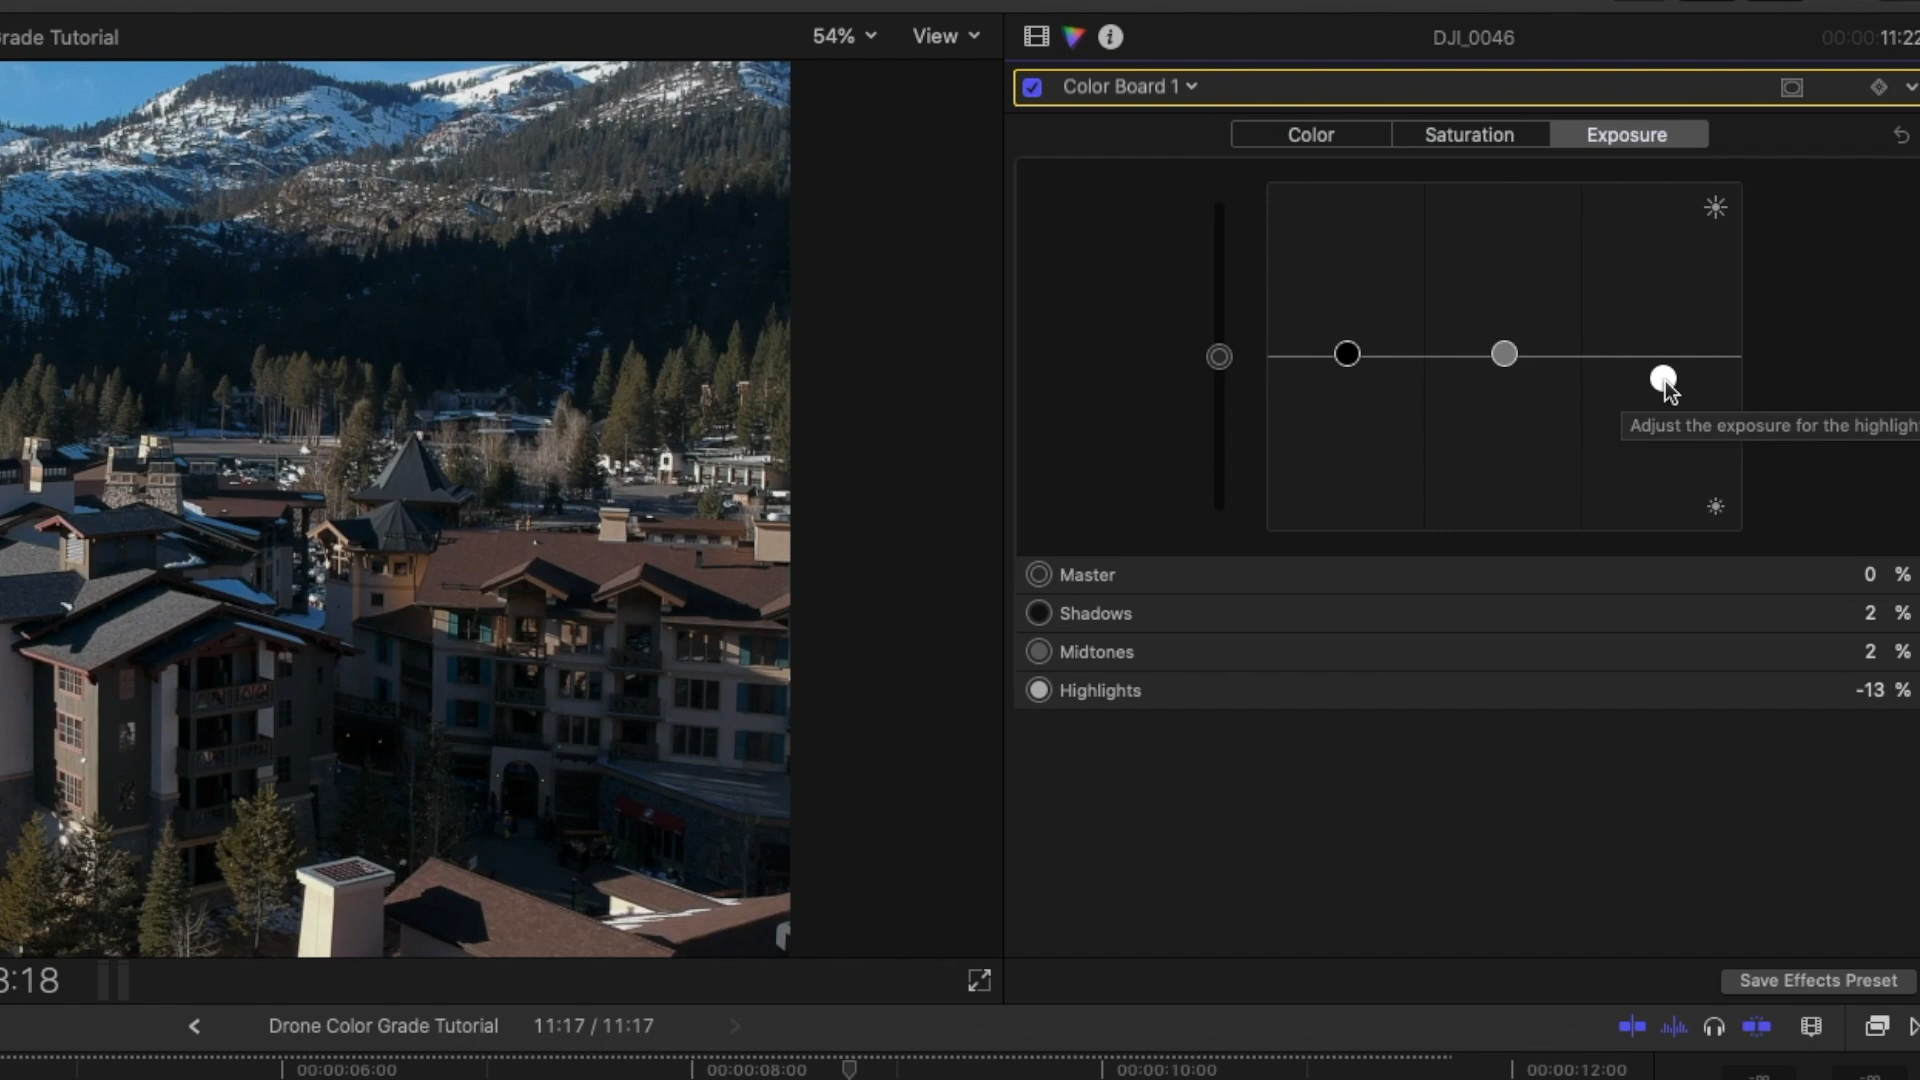 rade Tutorial
54%
View
DJI_0046
00:00:11:22
Color Board 1
Color
Saturation
Exposure
Adjust the exposure for the highligh
Master 0 %
Shadows 2 %
Midtones 2 %
Highlights -13 %
3:18
Save Effects Preset
Drone Color Grade Tutorial 11:17 / 11:17
00:00:06:00
00:00:08:00
00:00:10:00
00:00:12:00